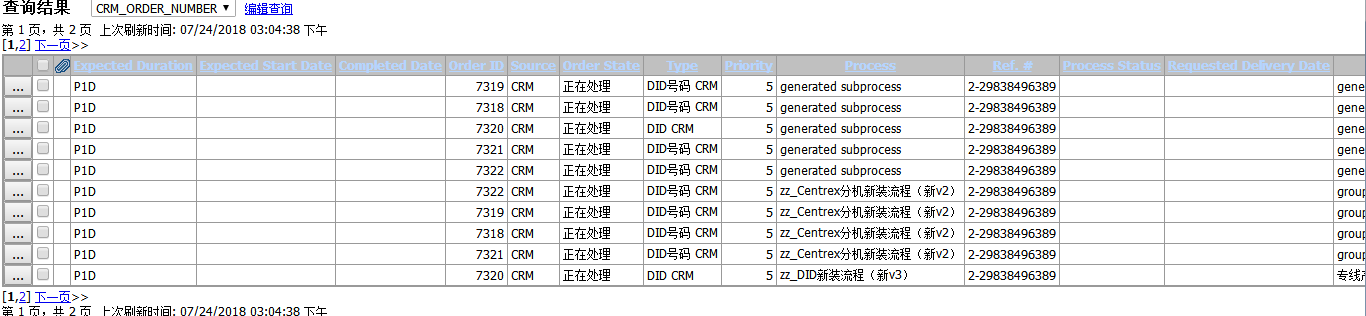 查询结果 CRM_ORDER_NUMBER 编辑查询
第 1 页，共 2 页 上次刷新时间: 07/24/2018 03:04:38 下午
[1,2] 下一页>>
Expected Duration Expected Start Date Completed Date Order ID Source Order State Type Priority Process Ref. # Process Status Requested Delivery Date
... P1D 7319 CRM 正在处理 DID号码 CRM 5 generated subprocess 2-29838496389 gene
... P1D 7318 CRM 正在处理 DID号码 CRM 5 generated subprocess 2-29838496389 gene
... P1D 7320 CRM 正在处理 DID CRM 5 generated subprocess 2-29838496389 gene
... P1D 7321 CRM 正在处理 DID号码 CRM 5 generated subprocess 2-29838496389 gene
... P1D 7322 CRM 正在处理 DID号码 CRM 5 generated subprocess 2-29838496389 gene
... P1D 7322 CRM 正在处理 DID号码 CRM 5 zz_Centrex分机新装流程（新v2） 2-29838496389 group
... P1D 7319 CRM 正在处理 DID号码 CRM 5 zz_Centrex分机新装流程（新v2） 2-29838496389 group
... P1D 7318 CRM 正在处理 DID号码 CRM 5 zz_Centrex分机新装流程（新v2） 2-29838496389 group
... P1D 7321 CRM 正在处理 DID号码 CRM 5 zz_Centrex分机新装流程（新v2） 2-29838496389 group
... P1D 7320 CRM 正在处理 DID CRM 5 zz_DID新装流程（新v3） 2-29838496389 专线
[1,2] 下一页>>
第 1 页，共 2 页 上次刷新时间: 07/24/2018 03:04:38 下午